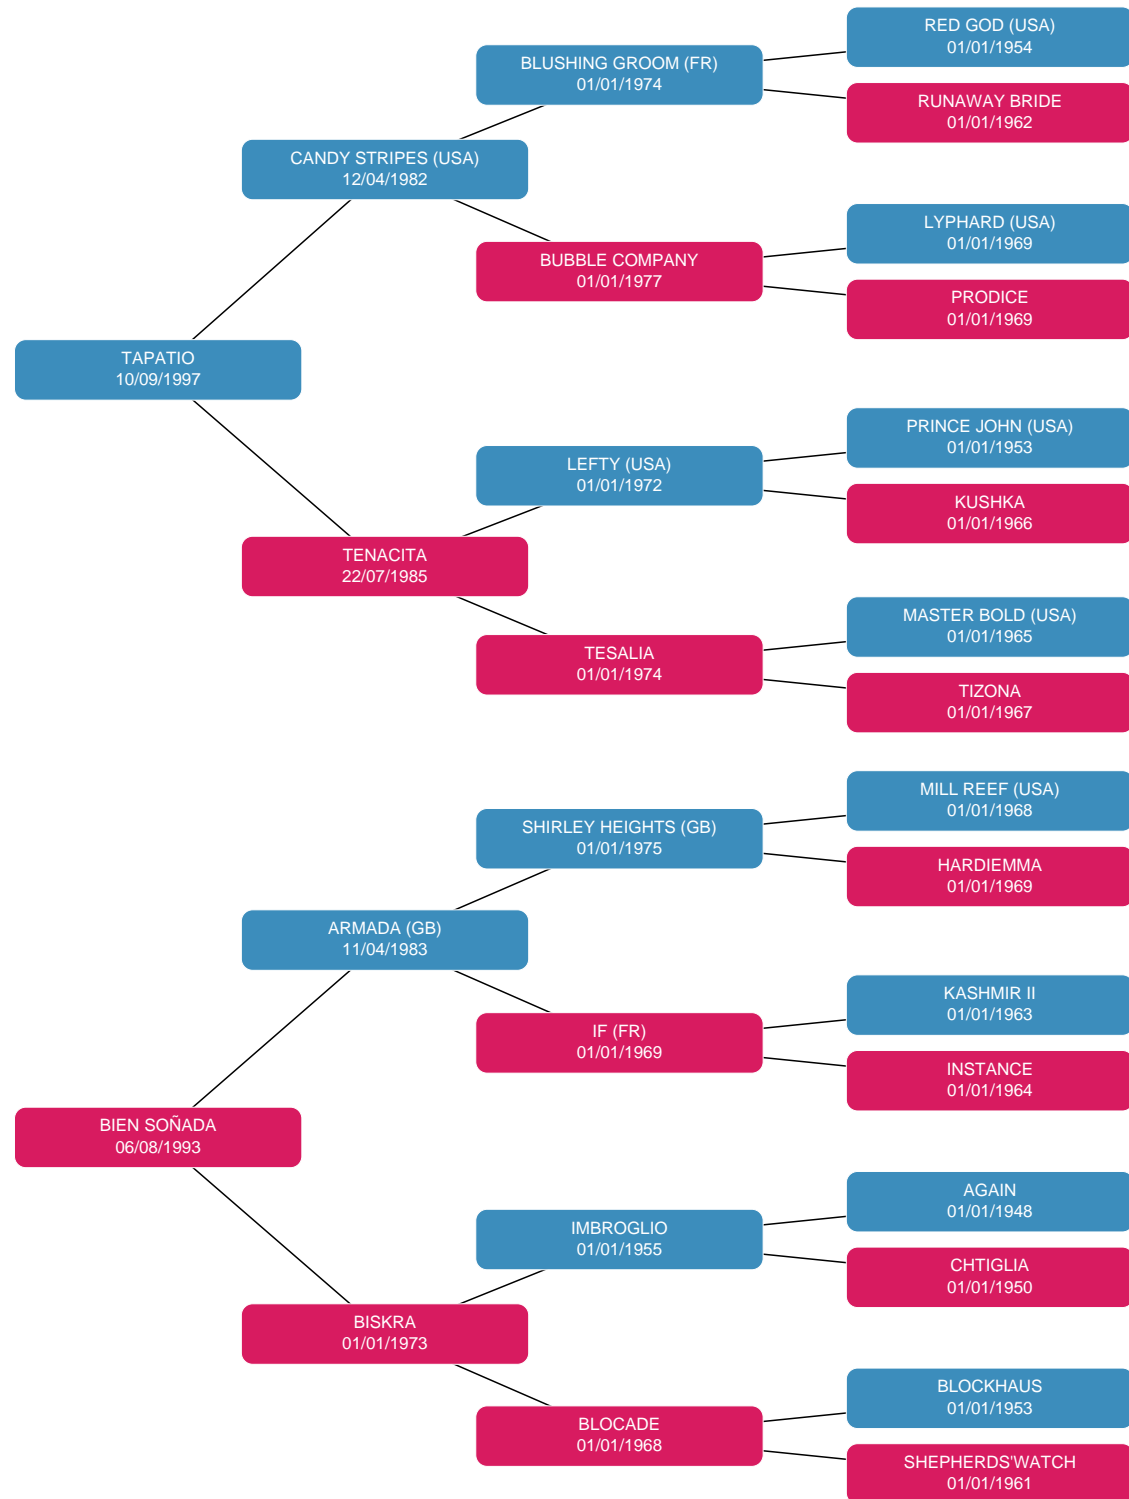 RED GOD (USA)
01/01/1954
BLUSHING GROOM (FR)
01/01/1974
RUNAWAY BRIDE
01/01/1962
CANDY STRIPES (USA)
12/04/1982
LYPHARD (USA)
01/01/1969
BUBBLE COMPANY
01/01/1977
PRODICE
01/01/1969
TAPATIO
10/09/1997
PRINCE JOHN (USA)
01/01/1953
LEFTY (USA)
01/01/1972
KUSHKA
01/01/1966
TENACITA
22/07/1985
MASTER BOLD (USA)
01/01/1965
TESALIA
01/01/1974
TIZONA
01/01/1967
MILL REEF (USA)
01/01/1968
SHIRLEY HEIGHTS (GB)
01/01/1975
HARDIEMMA
01/01/1969
ARMADA (GB)
11/04/1983
KASHMIR II
01/01/1963
IF (FR)
01/01/1969
INSTANCE
01/01/1964
BIEN SOÑADA
06/08/1993
AGAIN
01/01/1948
IMBROGLIO
01/01/1955
CHTIGLIA
01/01/1950
BISKRA
01/01/1973
BLOCKHAUS
01/01/1953
BLOCADE
01/01/1968
SHEPHERDS'WATCH
01/01/1961